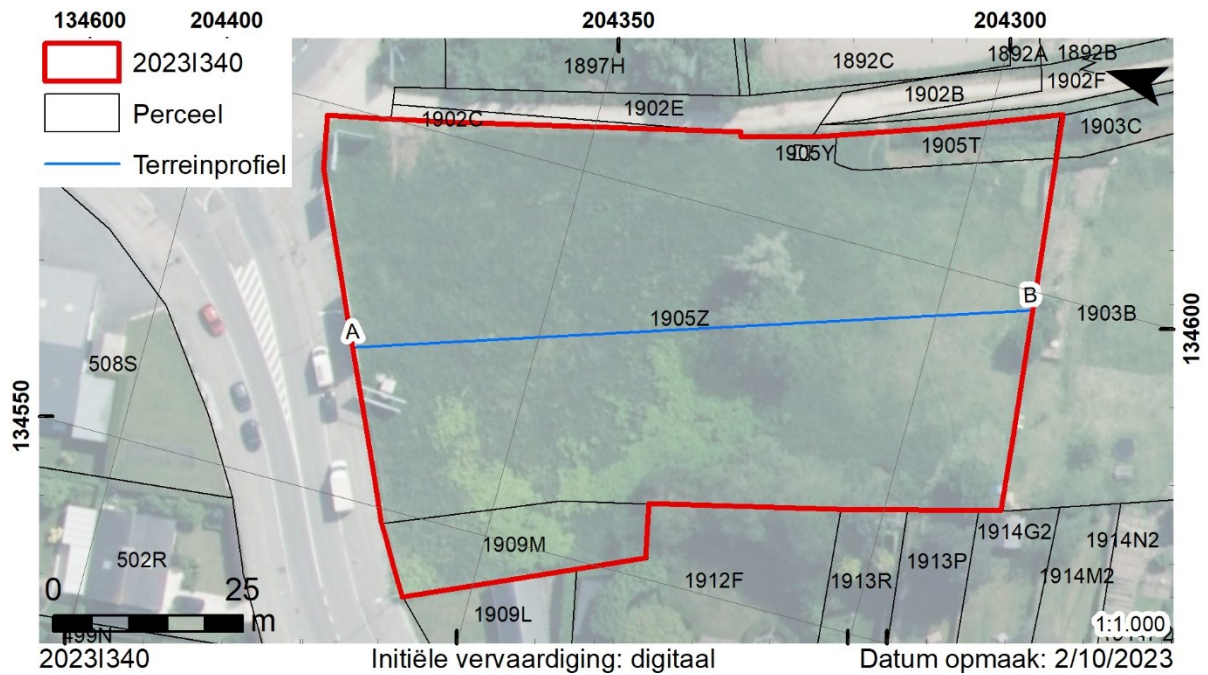 134600 204400 204350 204300
2023I340
Perceel
Terreinprofiel
1897H
1892C
1892A
1892B
1902F
1902B
1902E
1902C
1903C
1905Y
1905T
A
B
1905Z
1903B
134600
508S
134550
1909M
1914G2
1914N2
502R
1912F
1913R
1913P
1914M2
0 25
m
1909L
499N
1:1.000
2023I340 Initiële vervaardiging: digitaal Datum opmaak: 2/10/2023